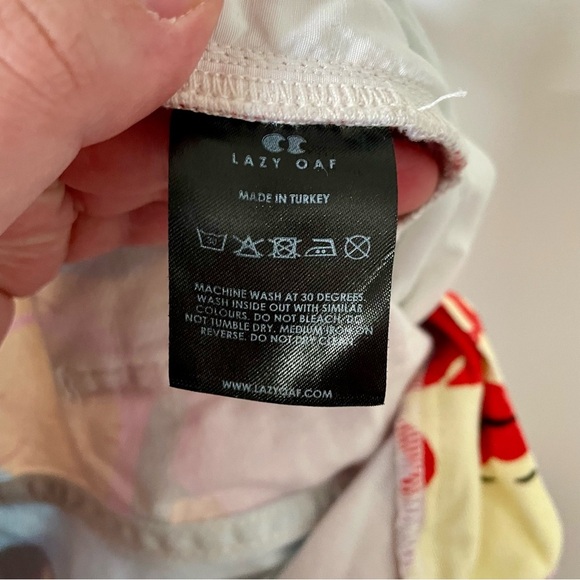 LAZY OAF
MADE IN TURKEY
30
MACHINE WASH AT 30 DEGREES.
WASH INSIDE OUT WITH SIMILAR
COLOURS. DO NOT BLEACH. DO
NOT TUMBLE DRY. MEDIUM IRON ON
REVERSE. DO NOT DRY CLEAN
WWW.LAZYOAF.COM